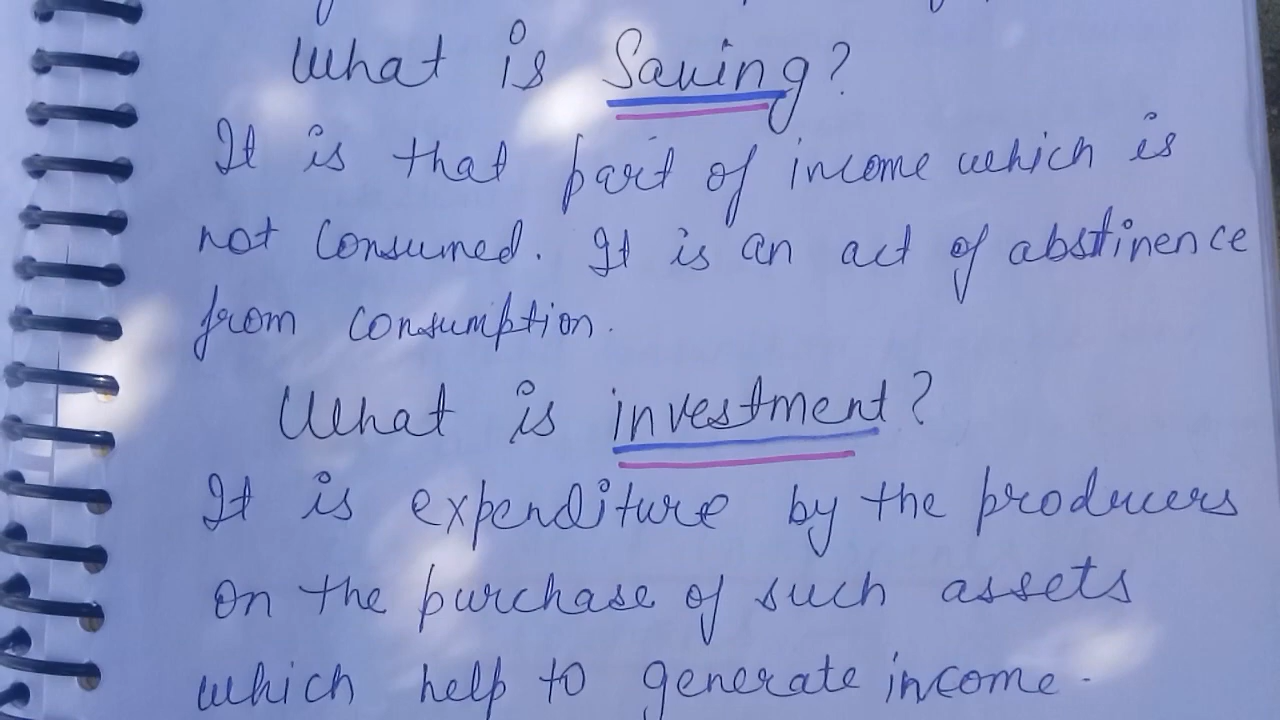 What is Saving?
It is that part of income which is
not consumed. It is an act of abstinence
from consumption.
What is investment?
It is expenditure by the producers
on the purchase of such assets
which help to generate income.